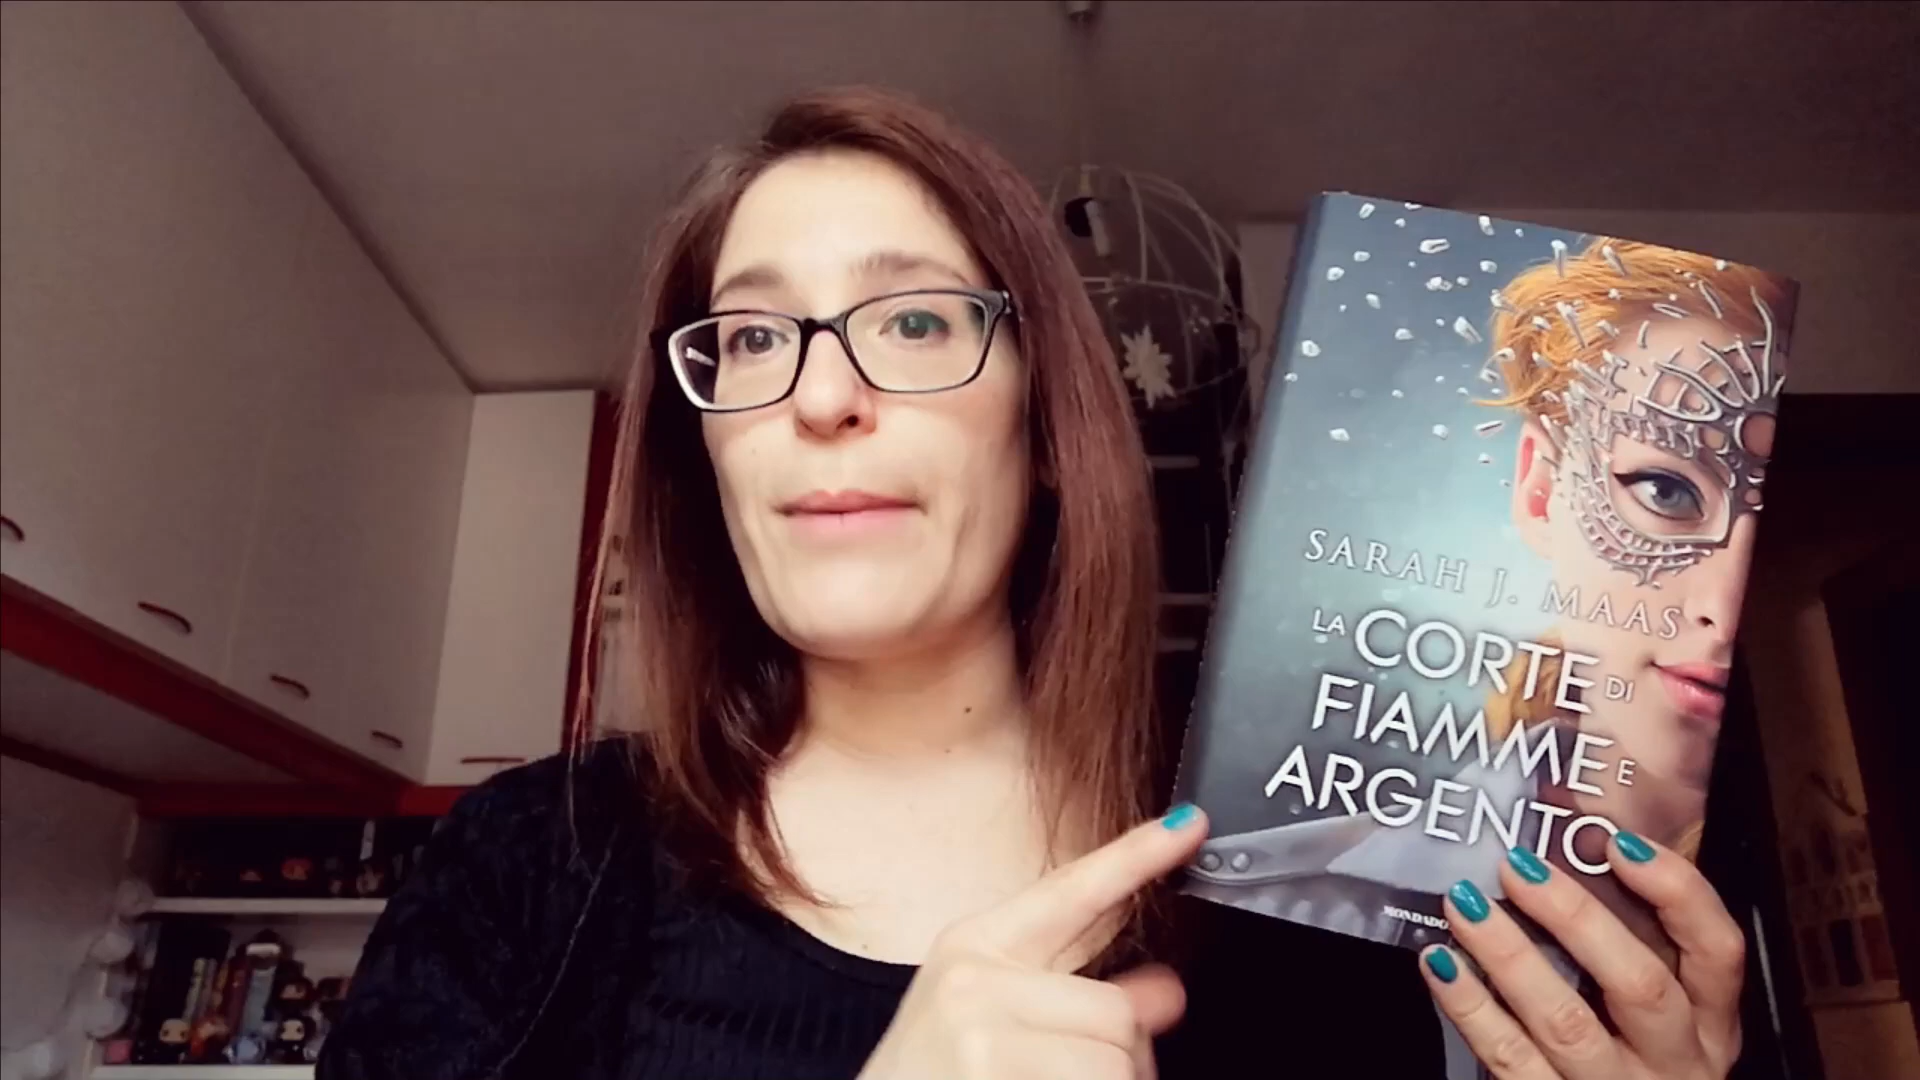 SARAH J. MAAS
LA CORTE DI
FIAMME E
ARGENTO